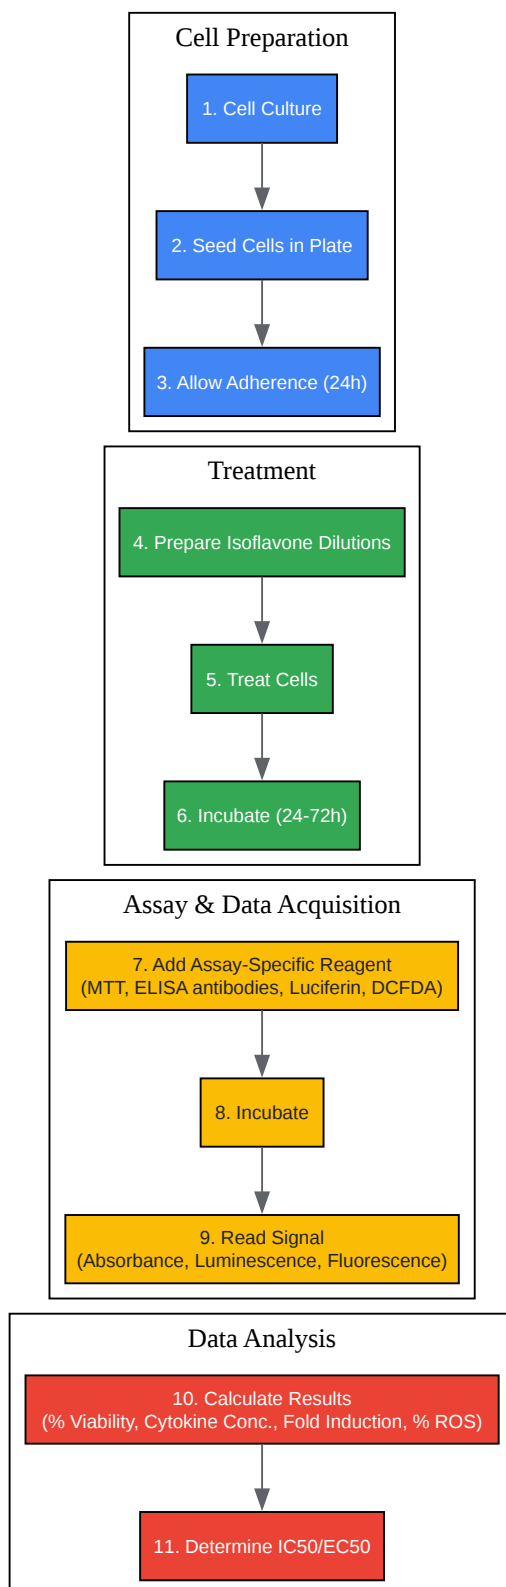 Cell Preparation
1. Cell Culture
2. Seed Cells in Plate
3. Allow Adherence (24h)
Treatment
4. Prepare Isoflavone Dilutions
5. Treat Cells
6. Incubate (24-72h)
Assay & Data Acquisition
7. Add Assay-Specific Reagent
(MTT, ELISA antibodies, Luciferin, DCFDA)
8. Incubate
9. Read Signal
(Absorbance, Luminescence, Fluorescence)
Data Analysis
10. Calculate Results
(% Viability, Cytokine Conc., Fold Induction, % ROS)
11. Determine IC50/EC50